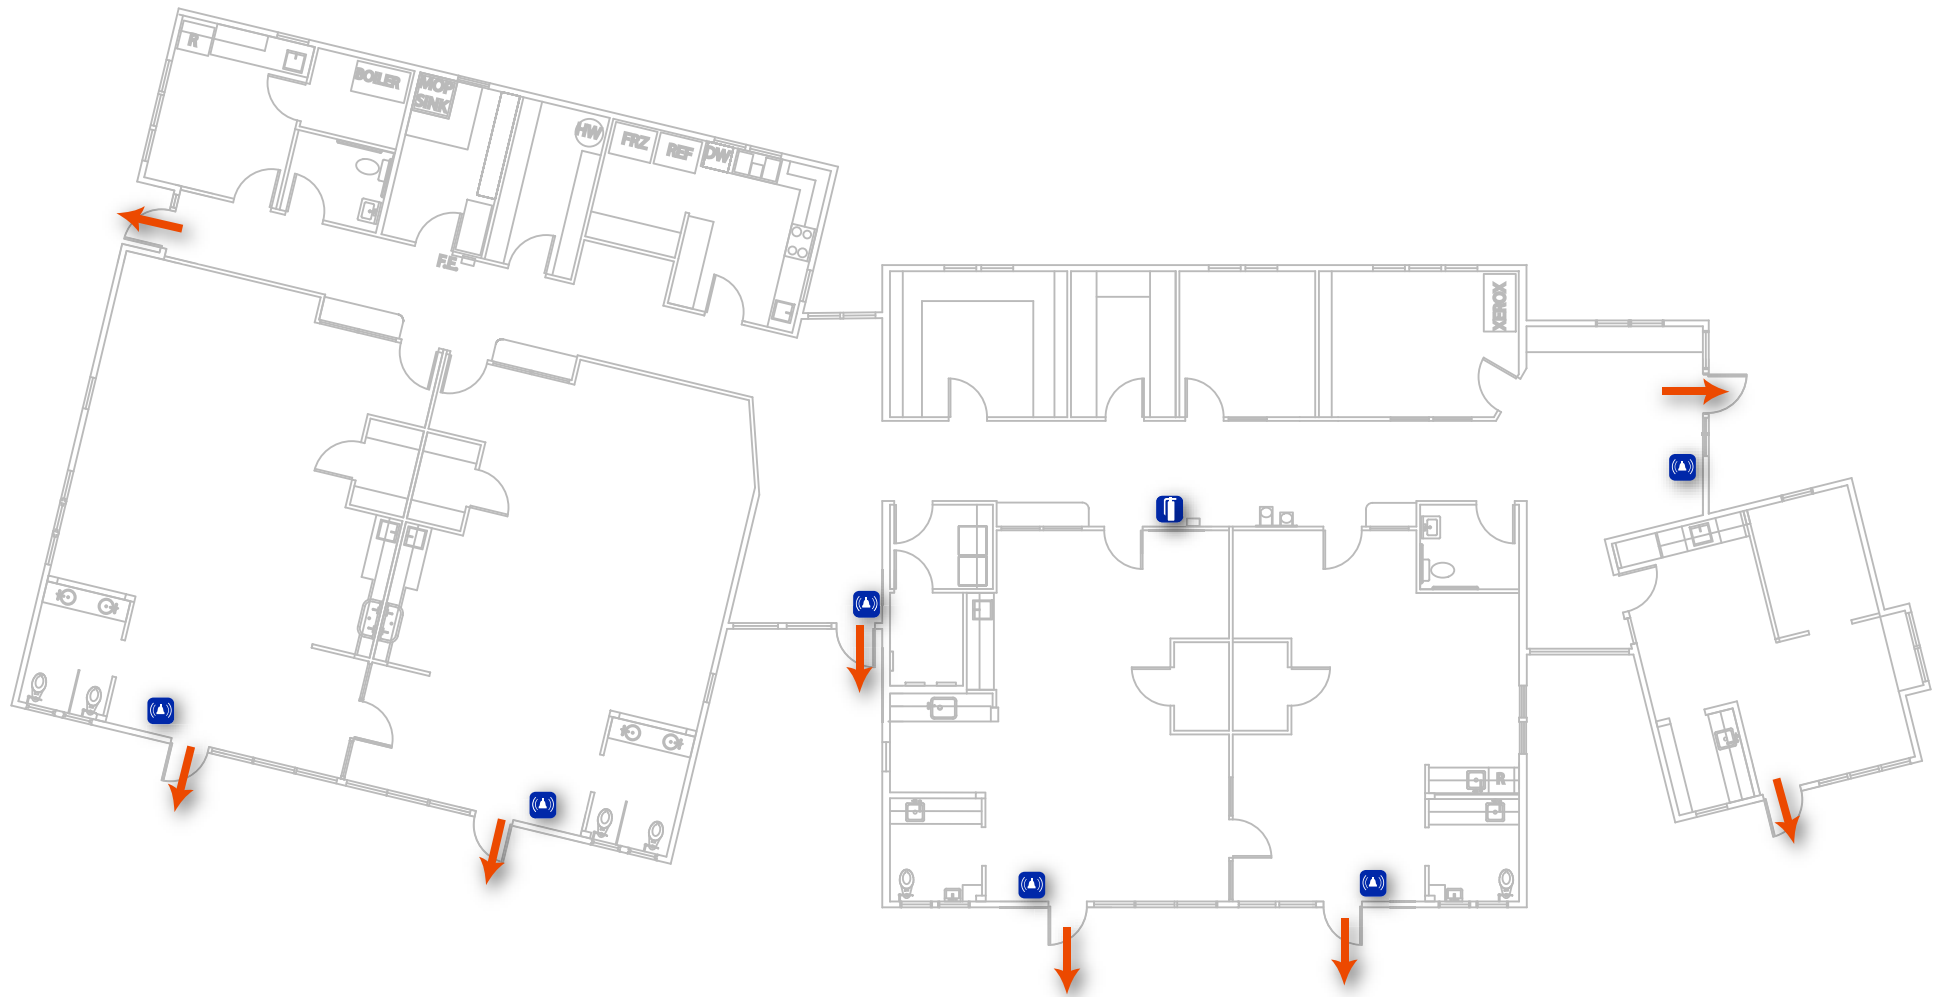 R
BOILER
MOP
SINK
HW
FRZ
REF
DW
F.E.
XEROX
R